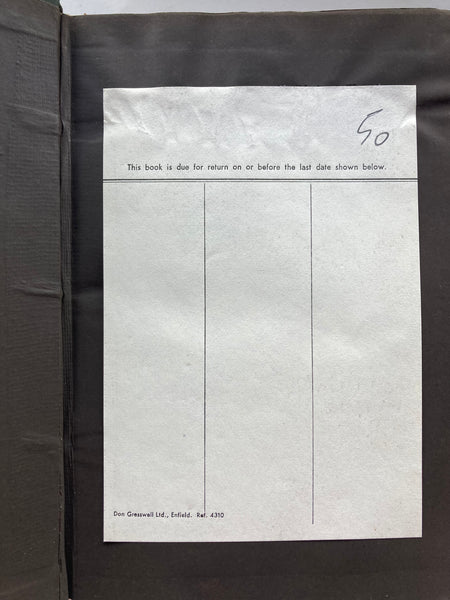 50
This book is due for return on or before the last date shown below.
Don Gresswell Ltd., Enfield. Ref. 4310